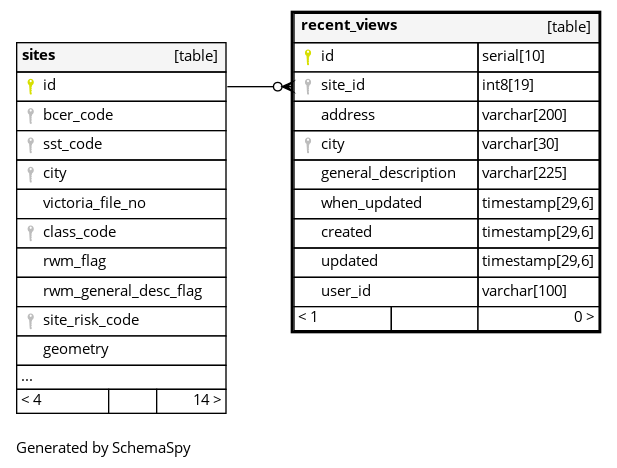 sites [table]
id
bcer_code
sst_code
city
victoria_file_no
class_code
rwm_flag
rwm_general_desc_flag
site_risk_code
geometry
...
< 4 14 >
recent_views [table]
id serial[10]
site_id int8[19]
address varchar[200]
city varchar[30]
general_description varchar[225]
when_updated timestamp[29,6]
created timestamp[29,6]
updated timestamp[29,6]
user_id varchar[100]
< 1 0 >
Generated by SchemaSpy